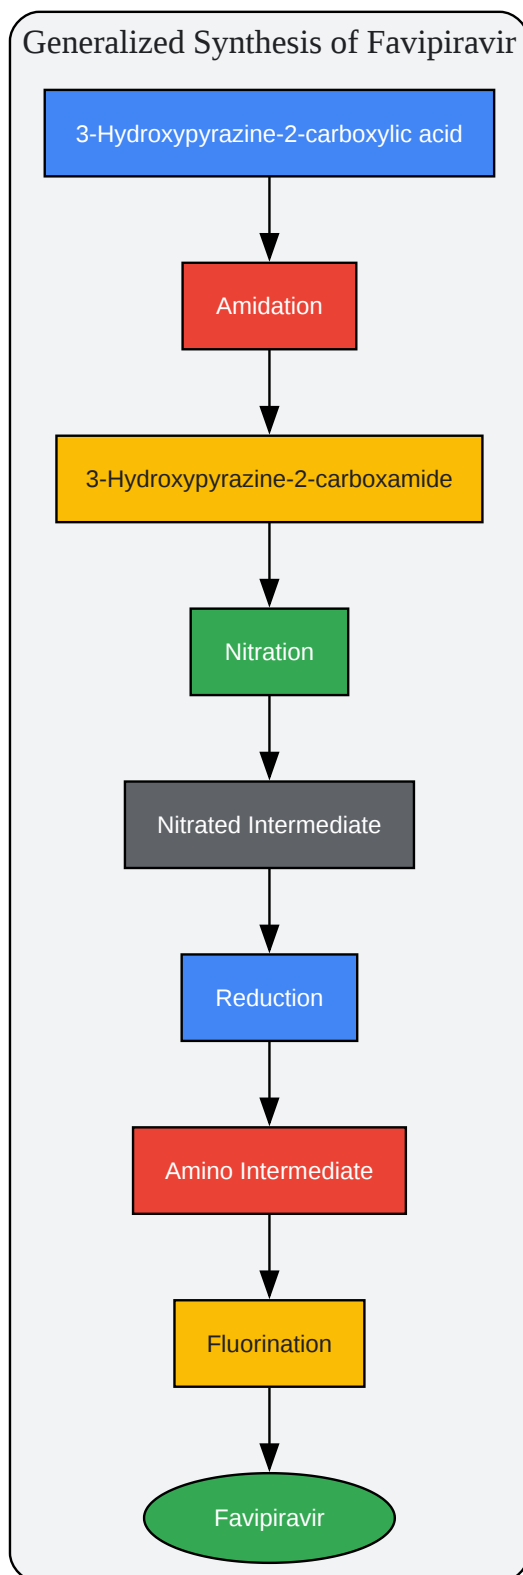 Generalized Synthesis of Favipiravir
3-Hydroxypyrazine-2-carboxylic acid
Amidation
3-Hydroxypyrazine-2-carboxamide
Nitration
Nitrated Intermediate
Reduction
Amino Intermediate
Fluorination
Favipiravir